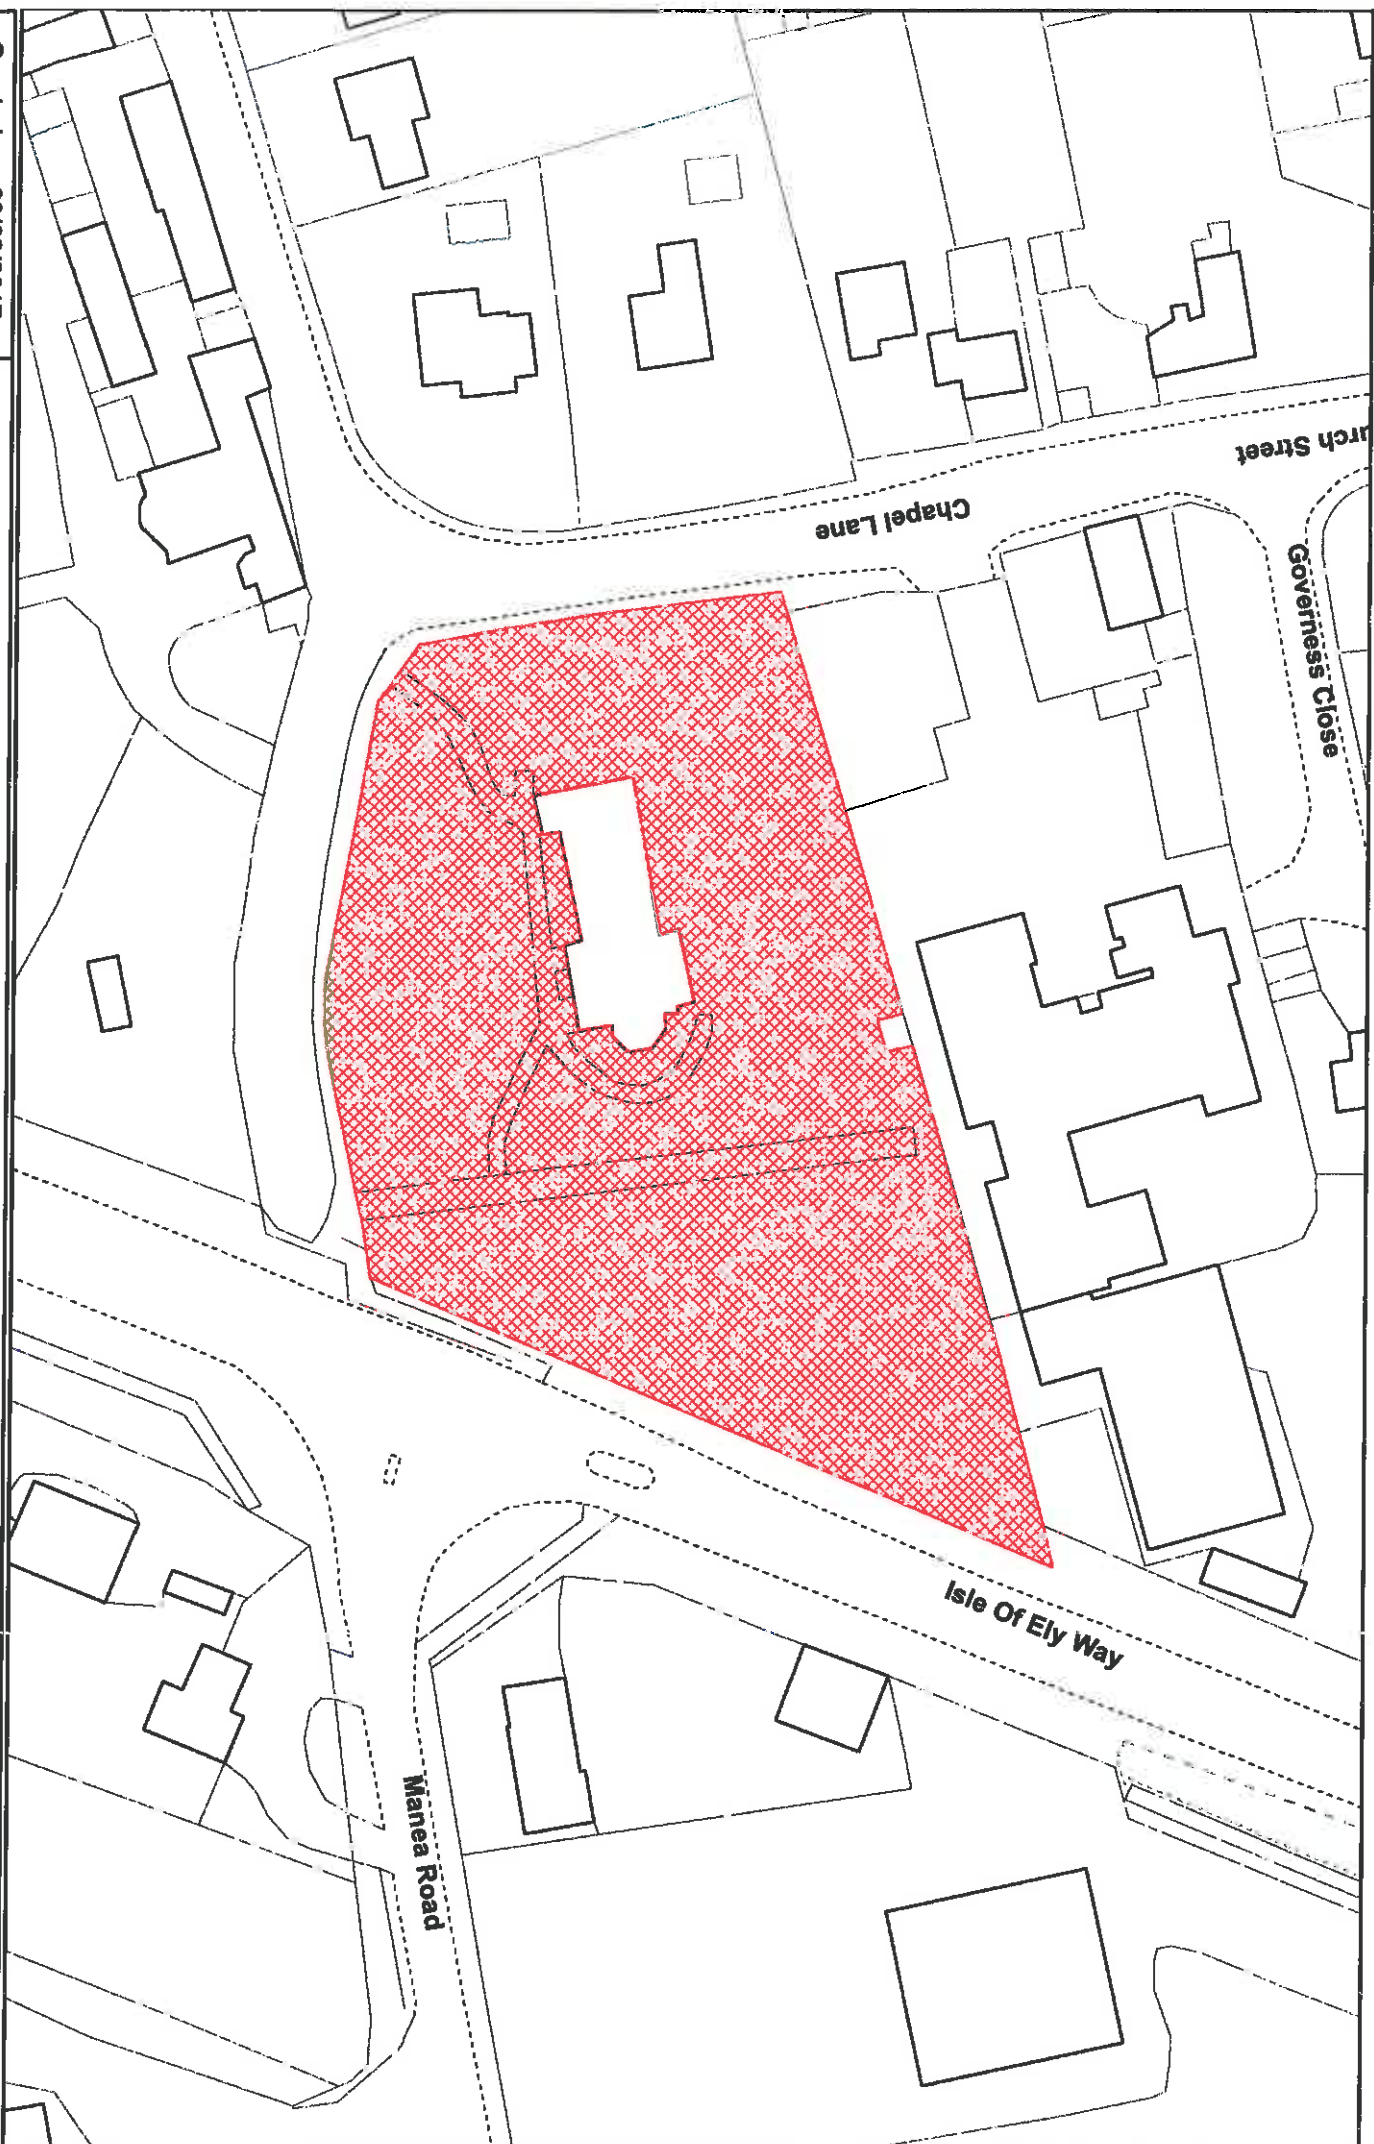 urch Street
Chapel Lane
Governess Close
Isle Of Ely Way
Manea Road